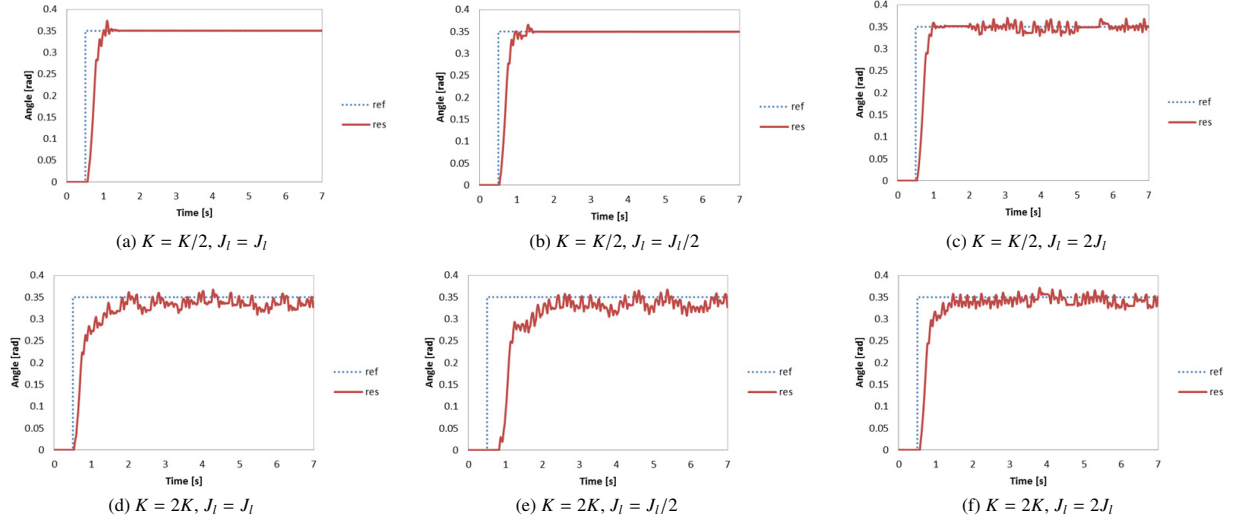 0.4
0.35
0.3
0.25
0.2
0.15
0.1
0.05
0
Angle [rad]
0 1 2 3 4 5 6 7
Time [s]
ref
res
(a) K = K/2, J_l = J_l
0.4
0.35
0.3
0.25
0.2
0.15
0.1
0.05
0
Angle [rad]
0 1 2 3 4 5 6 7
Time [s]
ref
res
(b) K = K/2, J_l = J_l/2
0.4
0.35
0.3
0.25
0.2
0.15
0.1
0.05
0
Angle [rad]
0 1 2 3 4 5 6 7
Time [s]
ref
res
(c) K = K/2, J_l = 2J_l
0.4
0.35
0.3
0.25
0.2
0.15
0.1
0.05
0
Angle [rad]
0 1 2 3 4 5 6 7
Time [s]
ref
res
(d) K = 2K, J_l = J_l
0.4
0.35
0.3
0.25
0.2
0.15
0.1
0.05
0
Angle [rad]
0 1 2 3 4 5 6 7
Time [s]
ref
res
(e) K = 2K, J_l = J_l/2
0.4
0.35
0.3
0.25
0.2
0.15
0.1
0.05
0
Angle [rad]
0 1 2 3 4 5 6 7
Time [s]
ref
res
(f) K = 2K, J_l = 2J_l